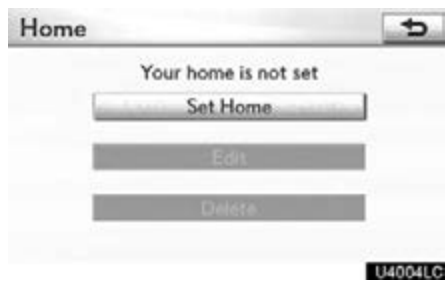 Home
Your home is not set
Set Home
Edit
Delete
U4004LC